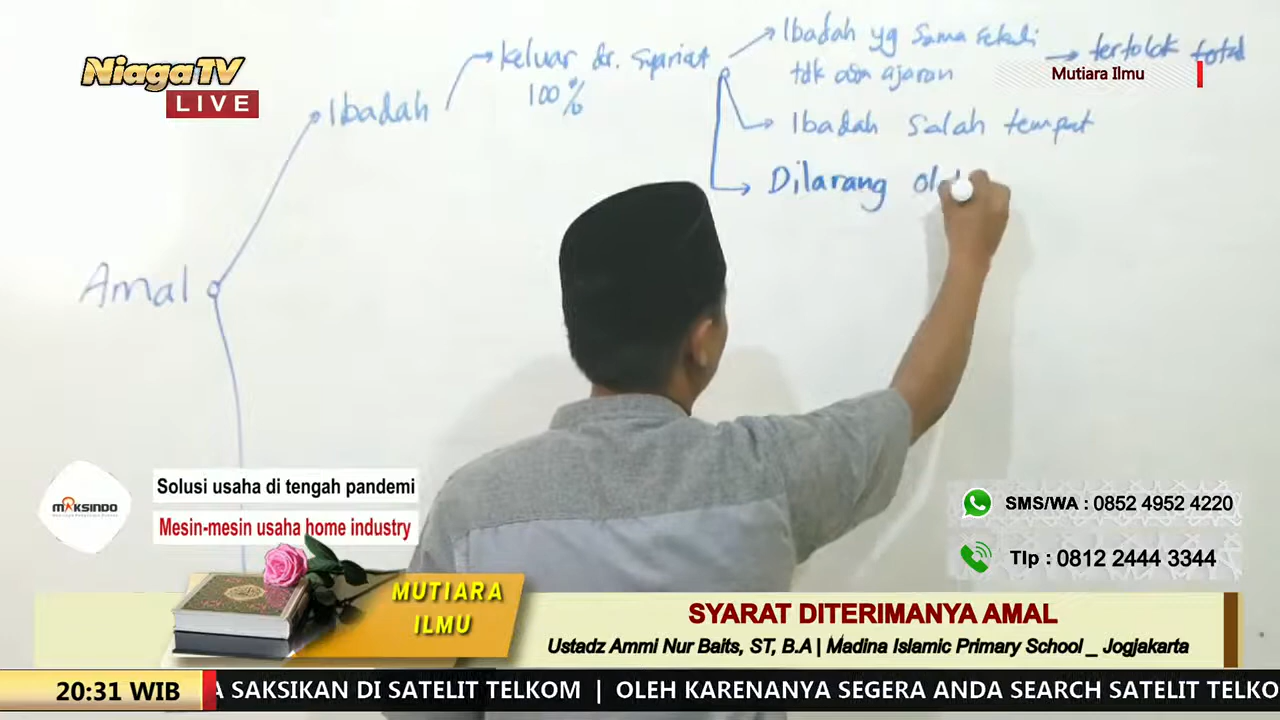 NiagaTV
LIVE
Ibadah yg sama sekali
tdk ada ajaran
tertolak total
Mutiara Ilmu
keluar dr. syariat
100%
Ibadah
Ibadah salah tempat
Dilarang
Amal
MAKSINDO
Solusi usaha di tengah pandemi
Mesin-mesin usaha home industry
SMS/WA : 0852 4952 4220
Tlp : 0812 2444 3344
MUTIARA
ILMU
SYARAT DITERIMANYA AMAL
Ustadz Ammi Nur Baits, ST, B.A | Madina Islamic Primary School _ Jogjakarta
20:31 WIB
A SAKSIKAN DI SATELIT TELKOM | OLEH KARENANYA SEGERA ANDA SEARCH SATELIT TELKO